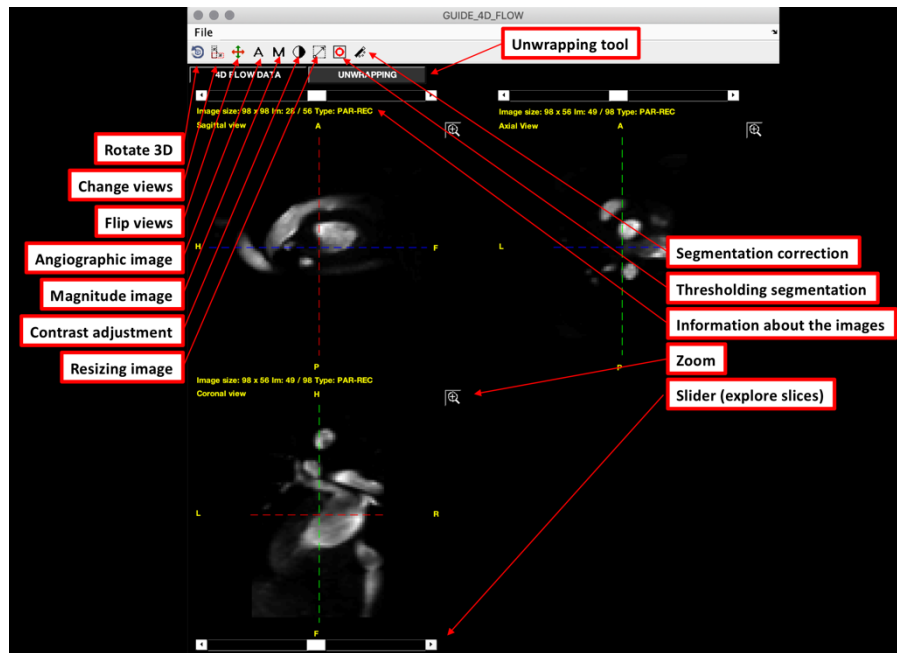 GUIDE_4D_FLOW
File
A M
Unwrapping tool
4D FLOW DATA
UNWRAPPING
Image size: 98 x 98 Im: 28 / 56 Type: PAR-REC
Sagittal view
A
H
F
P
Image size: 98 x 56 Im: 49 / 98 Type: PAR-REC
Axial View
A
L
P
Rotate 3D
Change views
Flip views
Angiographic image
Magnitude image
Contrast adjustment
Resizing image
Segmentation correction
Thresholding segmentation
Information about the images
Zoom
Slider (explore slices)
Image size: 98 x 56 Im: 49 / 98 Type: PAR-REC
Coronal view
H
L
R
F